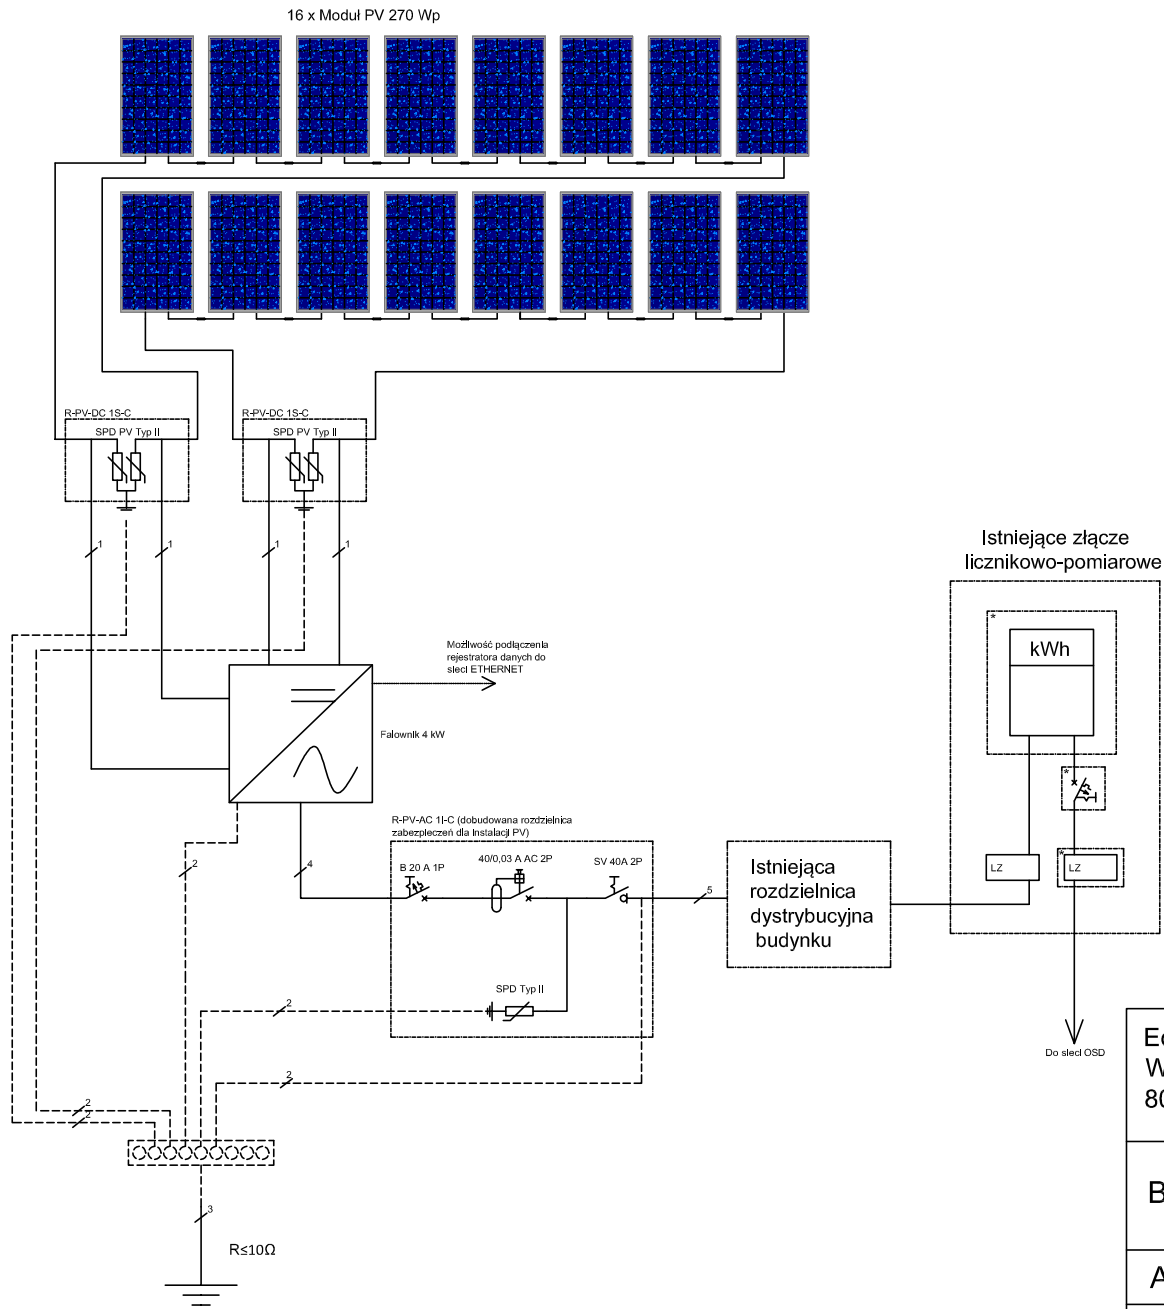 16 x Moduł PV 270 Wp
R-PV-DC 1S-C
SPD PV Typ II
R-PV-DC 1S-C
SPD PV Typ II
1
1
1
1
Istniejące złącze
licznikowo-pomiarowe
*
kWh
Możliwość podłączenia
rejestratora danych do
sieci ETHERNET
Falownik 4 kW
*
R-PV-AC 1I-C (dobudowana rozdzielnica
zabezpieczeń dla instalacji PV)
B 20 A 1P
40/0,03 A AC 2P
SV 40A 2P
2
4
5
Istniejąca
rozdzielnica
dystrybucyjna
budynku
LZ
*
LZ
SPD Typ II
2
2
Do sieci OSD
2
2
3
R≤10Ω